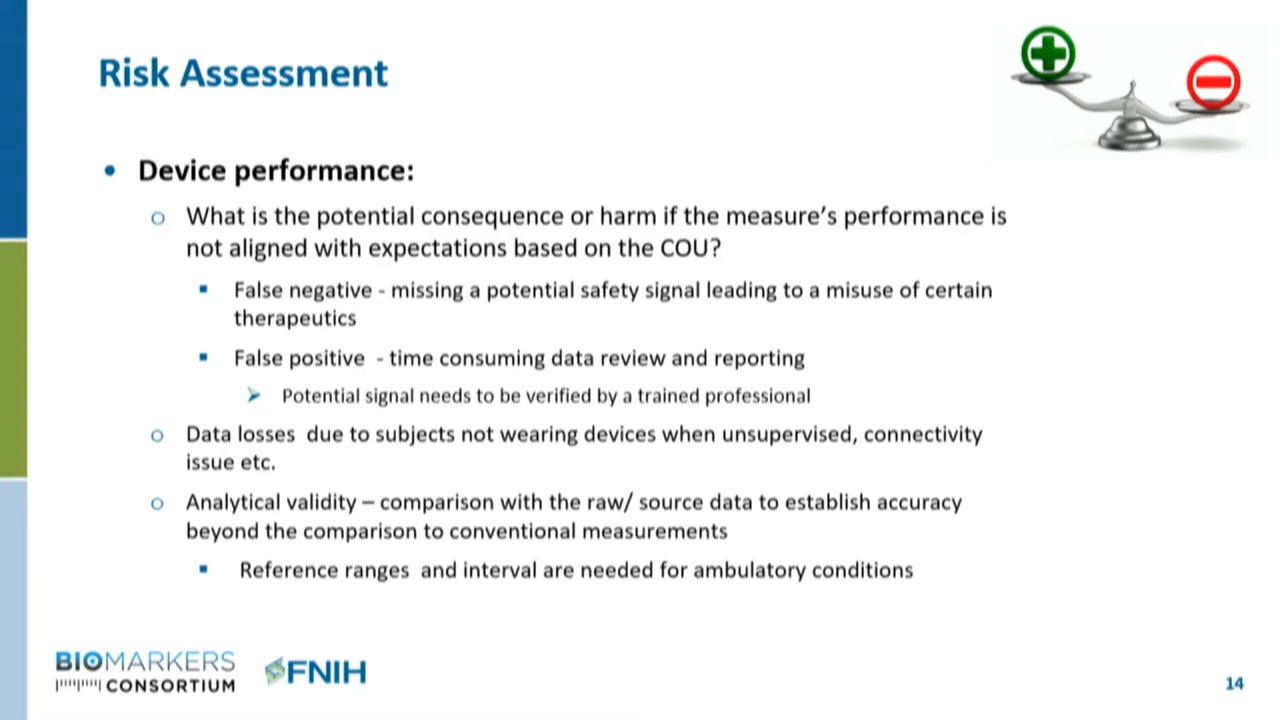 Risk Assessment
• Device performance:
o What is the potential consequence or harm if the measure’s performance is
not aligned with expectations based on the COU?
▪ False negative - missing a potential safety signal leading to a misuse of certain
therapeutics
▪ False positive - time consuming data review and reporting
➢ Potential signal needs to be verified by a trained professional
o Data losses due to subjects not wearing devices when unsupervised, connectivity
issue etc.
o Analytical validity – comparison with the raw/ source data to establish accuracy
beyond the comparison to conventional measurements
▪ Reference ranges and interval are needed for ambulatory conditions
BIOMARKERS
CONSORTIUM
FNIH
14